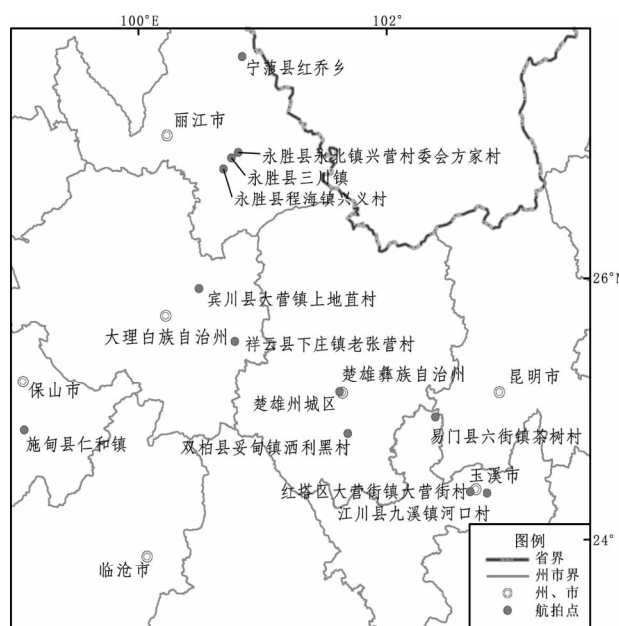 100°E
102°
宁蒗县红乔乡
丽江市
永胜县永北镇兴营村委会方家村
永胜县三川镇
永胜县程海镇兴义村
26°
宾川县大营镇上地苴村
大理白族自治州
祥云县下庄镇老张营村
楚雄彝族自治州
保山市
昆明市
楚雄州城区
施甸县仁和镇
双柏县妥甸镇洒利黑村
易门县六街镇茶树村
玉溪市
红塔区大营街镇大营街村
江川县九溪镇河口村
24°
临沧市
图例
省界
州市界
州、市
航拍点